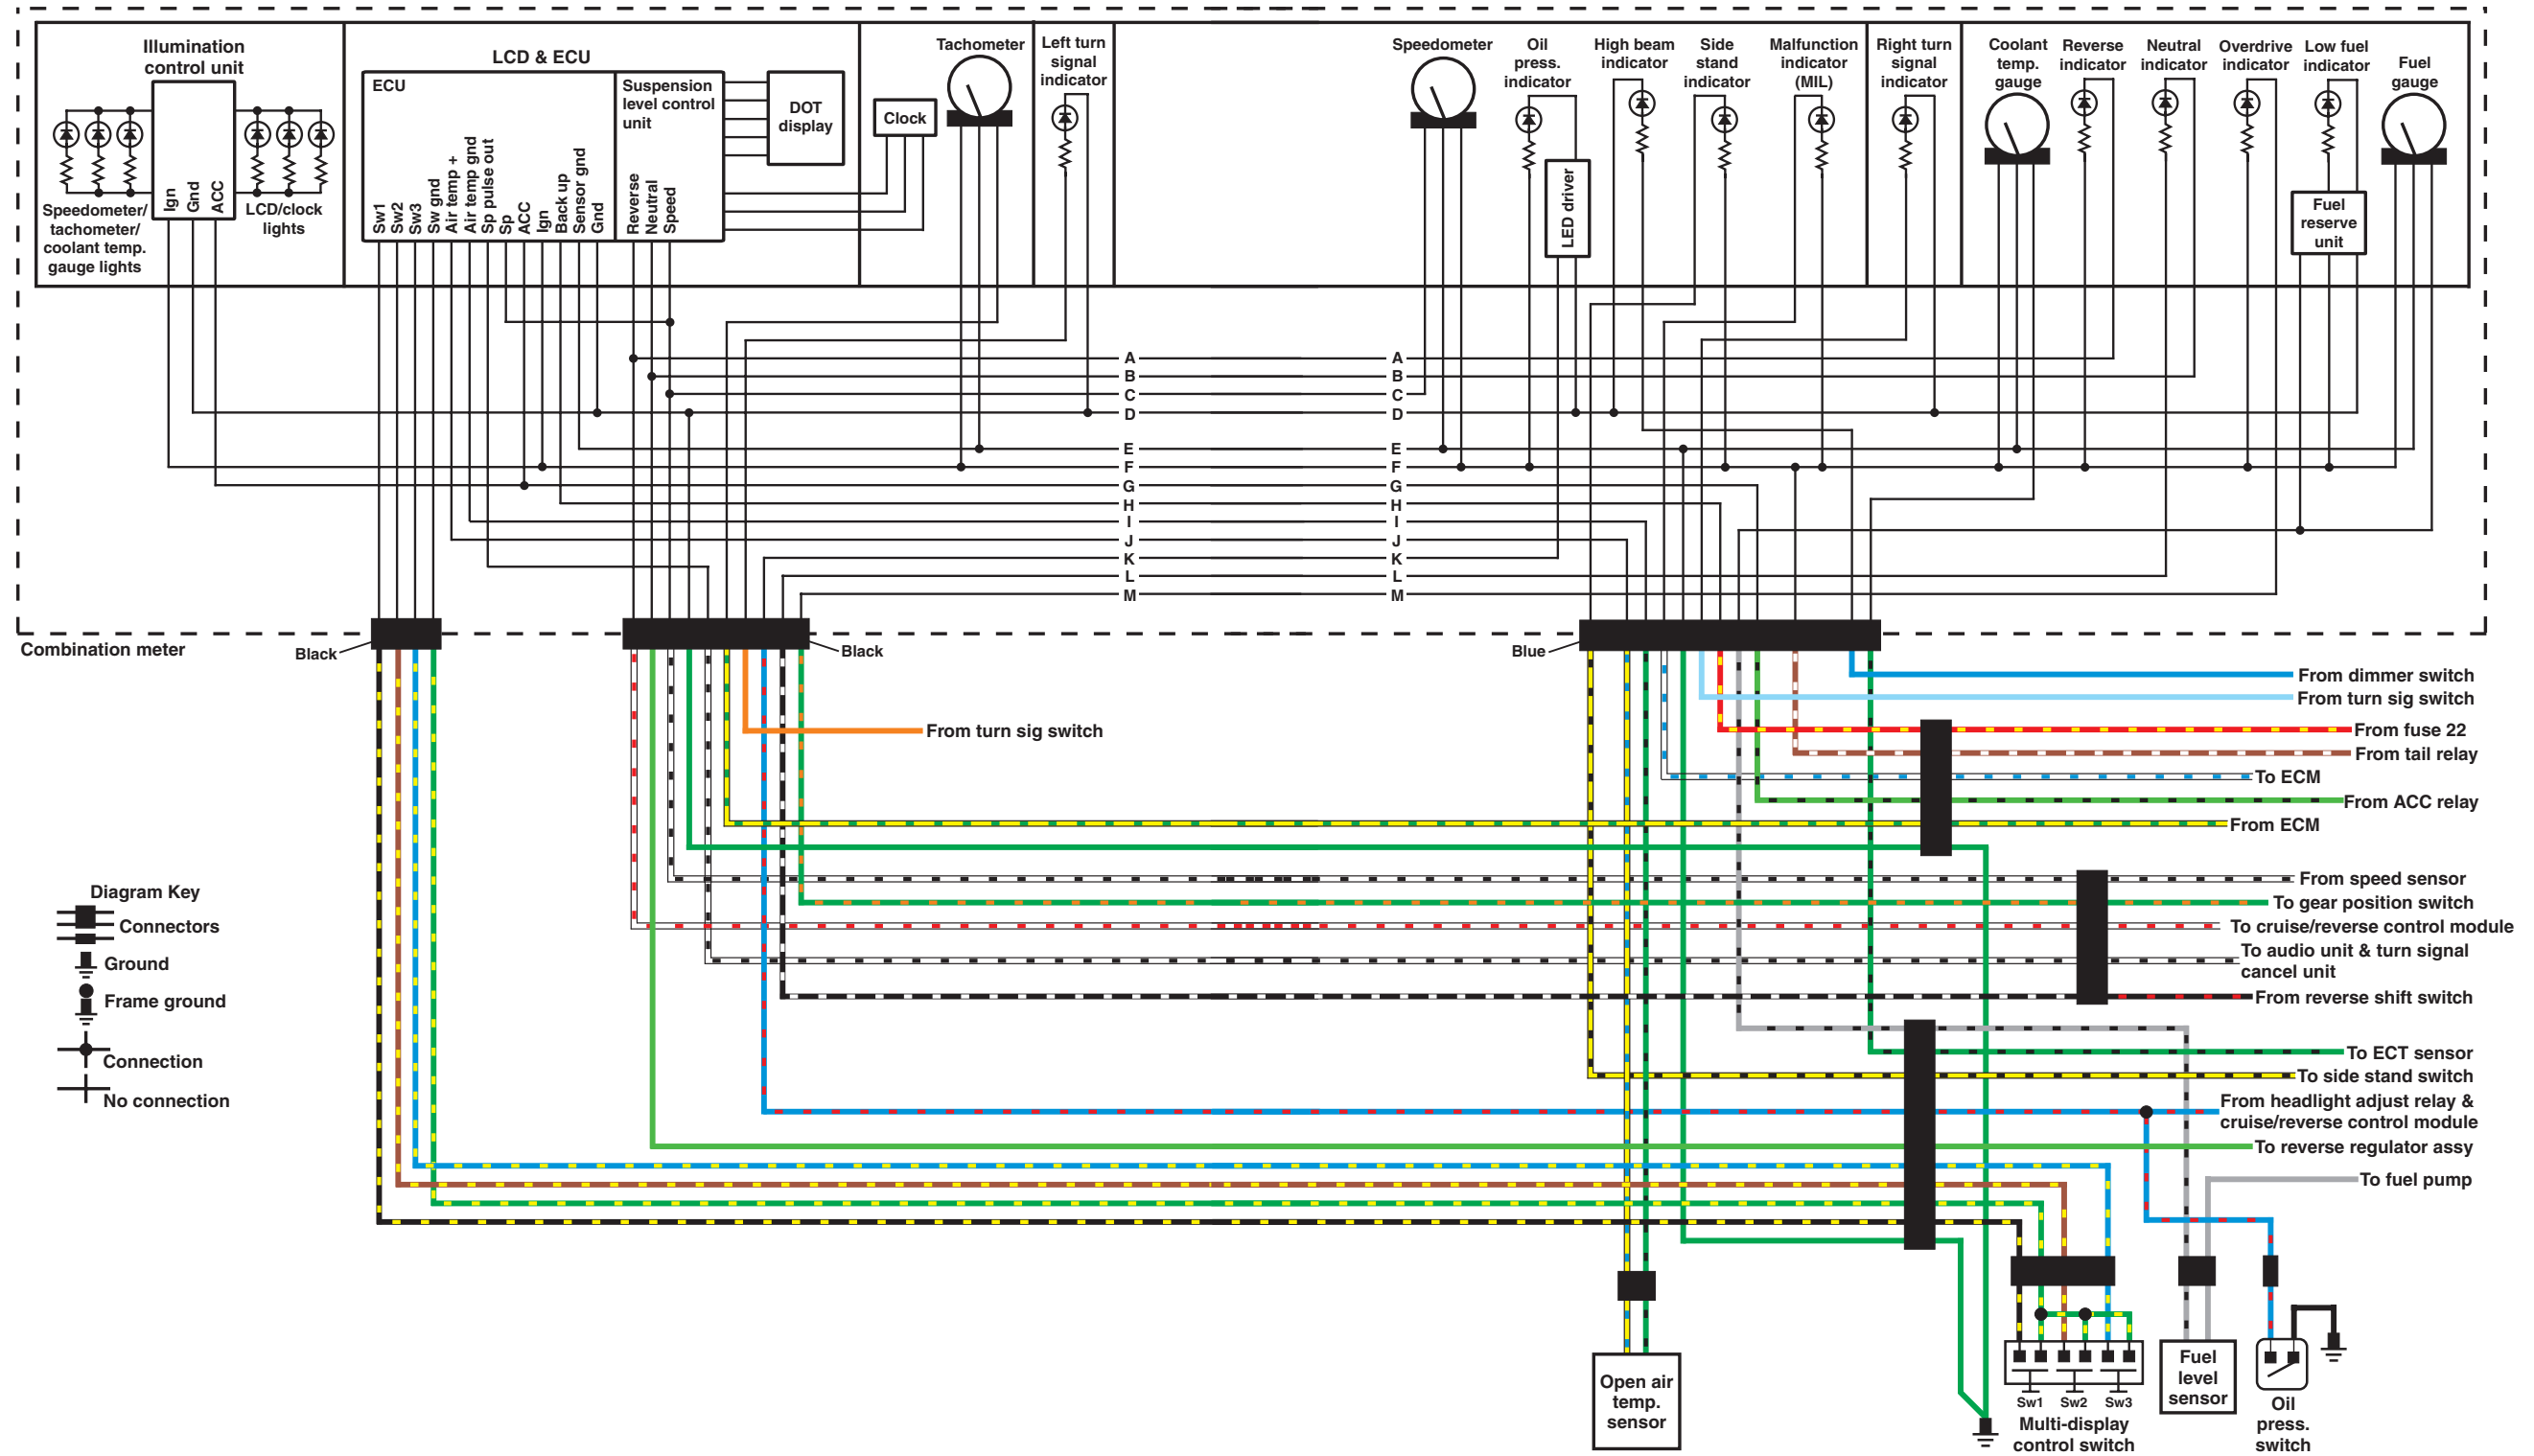 Illumination
control unit
Ign
Gnd
ACC
Speedometer/
tachometer/
coolant temp.
gauge lights
LCD/clock
lights
LCD & ECU
ECU
Sw1
Sw2
Sw3
Sw gnd
Air temp +
Air temp gnd
Sp pulse out
Sp
ACC
Ign
Back up
Sensor gnd
Gnd
Suspension
level control
unit
Reverse
Neutral
Speed
DOT
display
Clock
Tachometer
Left turn
signal
indicator
Speedometer
Oil
press.
indicator
LED driver
High beam
indicator
Side
stand
indicator
Malfunction
indicator
(MIL)
Right turn
signal
indicator
Coolant
temp.
gauge
Reverse
indicator
Neutral
indicator
Overdrive
indicator
Low fuel
indicator
Fuel
reserve
unit
Fuel
gauge
A A
B B
C C
D D
E E
F F
G G
H H
I I
J J
K K
L L
M M
Combination meter
Black
Black
Blue
From turn sig switch
From dimmer switch
From turn sig switch
From fuse 22
From tail relay
To ECM
From ACC relay
From ECM
From speed sensor
To gear position switch
To cruise/reverse control module
To audio unit & turn signal
cancel unit
From reverse shift switch
To ECT sensor
To side stand switch
From headlight adjust relay &
cruise/reverse control module
To reverse regulator assy
To fuel pump
Diagram Key
Connectors
Ground
Frame ground
Connection
No connection
Open air
temp.
sensor
Sw1 Sw2 Sw3
Multi-display
control switch
Fuel
level
sensor
Oil
press.
switch